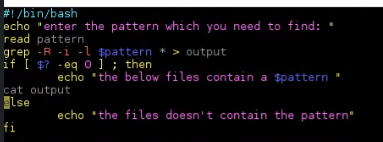 #!/bin/bash
echo "enter the pattern which you need to find: "
read pattern
grep -R -i -l $pattern * > output
if [ $? -eq 0 ] ; then
        echo "the below files contain a $pattern "
cat output
else
        echo "the files doesn't contain the pattern"
fi